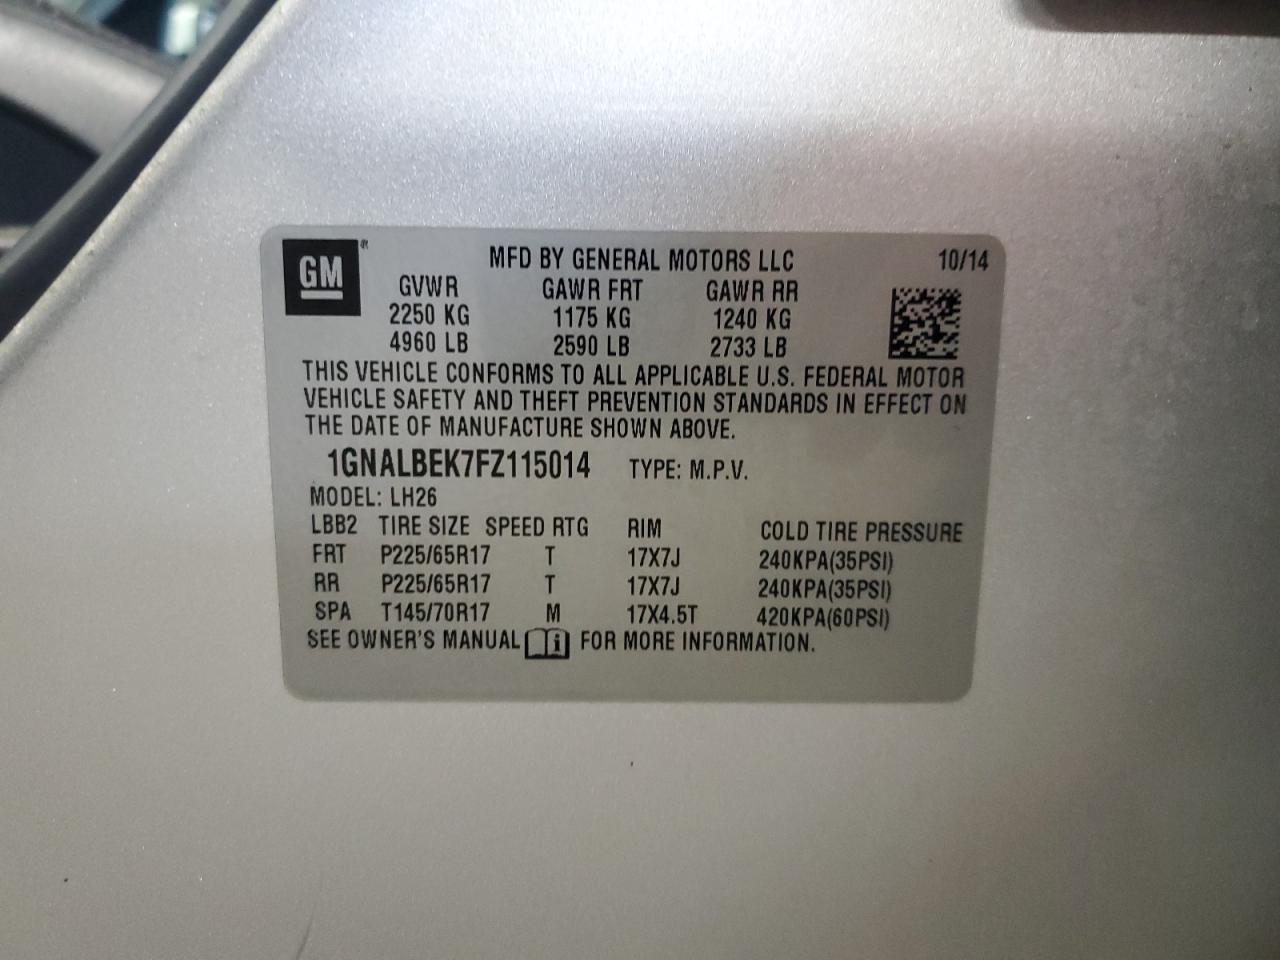 GM® MFD BY GENERAL MOTORS LLC 10/14
GVWR GAWR FRT GAWR RR
2250 KG 1175 KG 1240 KG
4960 LB 2590 LB 2733 LB
THIS VEHICLE CONFORMS TO ALL APPLICABLE U.S. FEDERAL MOTOR
VEHICLE SAFETY AND THEFT PREVENTION STANDARDS IN EFFECT ON
THE DATE OF MANUFACTURE SHOWN ABOVE.
1GNALBEK7FZ115014 TYPE: M.P.V.
MODEL: LH26
LBB2 TIRE SIZE SPEED RTG RIM COLD TIRE PRESSURE
FRT P225/65R17 T 17X7J 240KPA(35PSI)
RR P225/65R17 T 17X7J 240KPA(35PSI)
SPA T145/70R17 M 17X4.5T 420KPA(60PSI)
SEE OWNER'S MANUAL i FOR MORE INFORMATION.